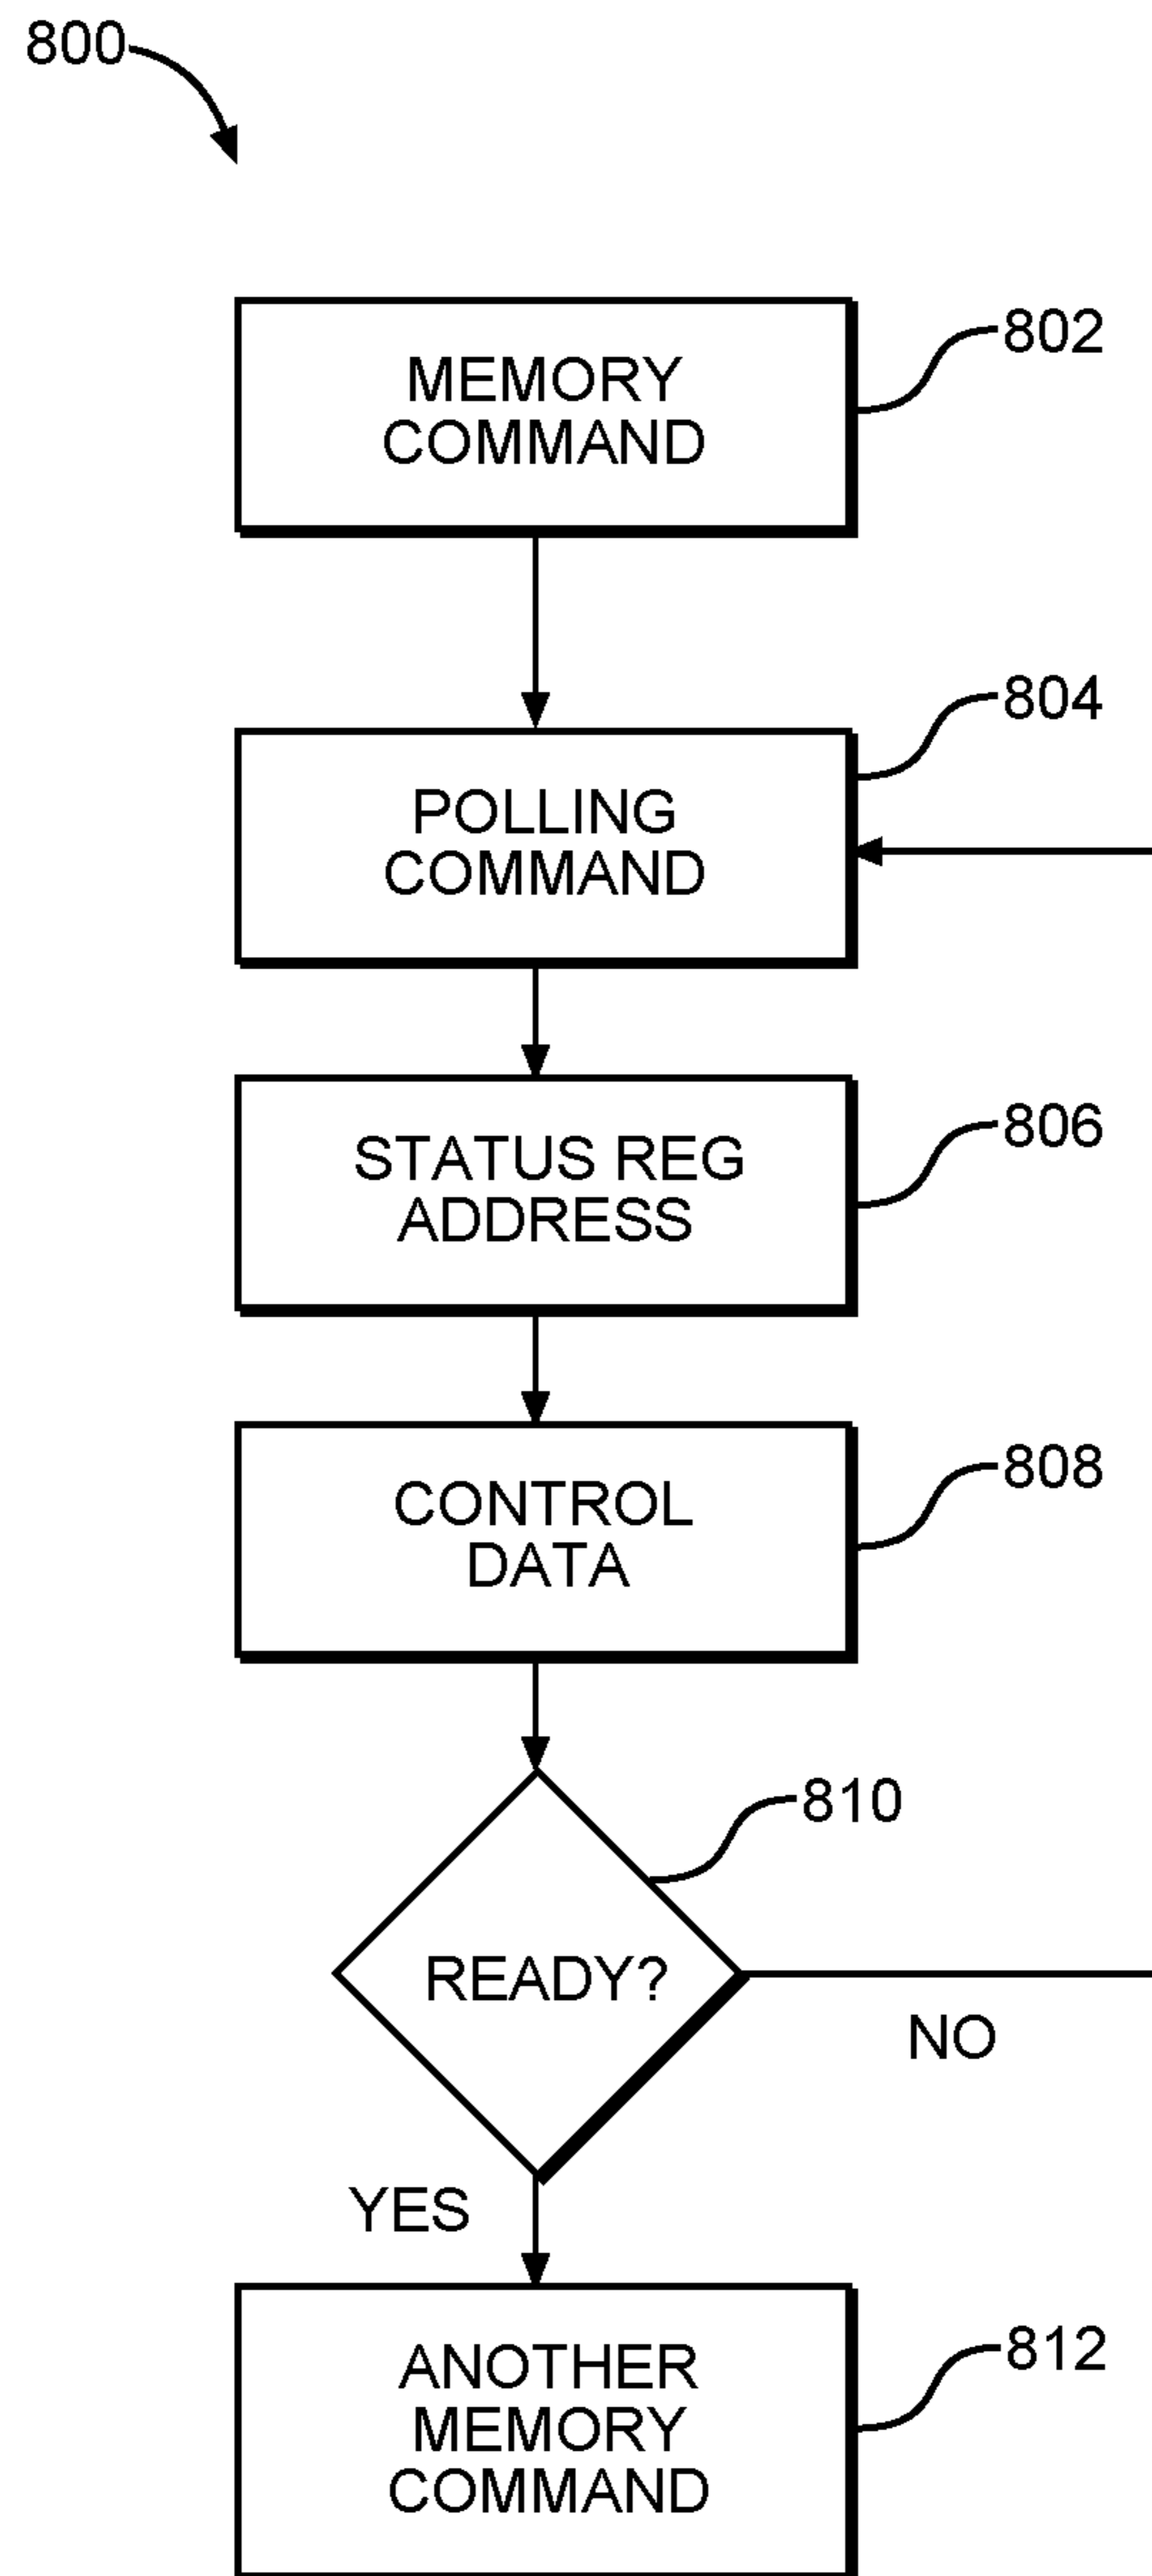 800
MEMORY
COMMAND
802
POLLING
COMMAND
804
STATUS REG
ADDRESS
806
CONTROL
DATA
808
READY?
810
NO
YES
ANOTHER
MEMORY
COMMAND
812